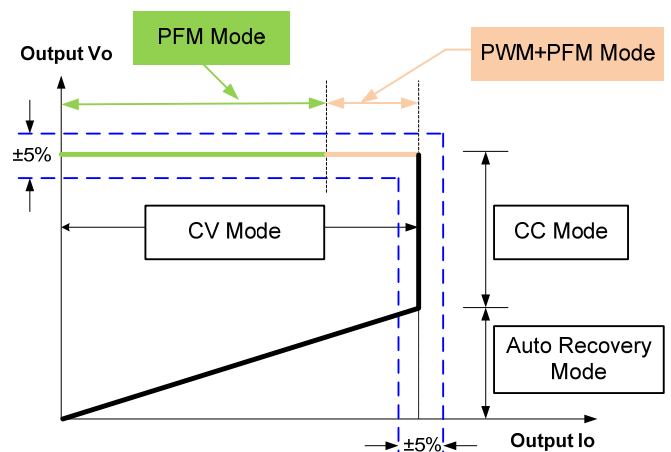 PFM Mode
Output Vo
PWM+PFM Mode
±5%
CV Mode
CC Mode
Auto Recovery
Mode
±5%
Output Io